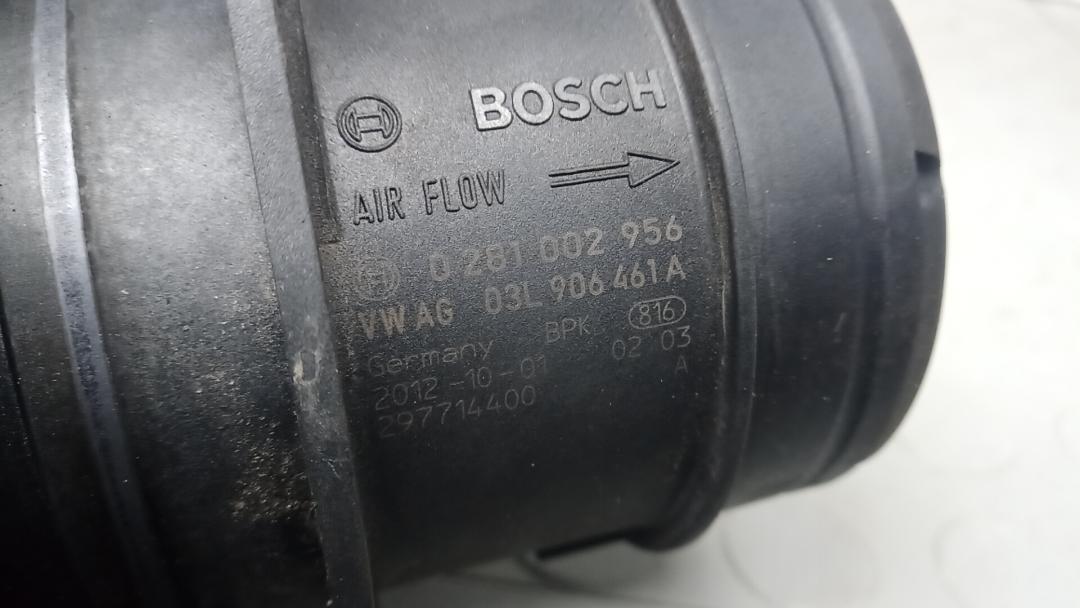 BOSCH
AIR FLOW
0 281 002 956
VW AG 03L 906 461 A
Germany BPK 816
2012-10-01 02 03
297714400 A